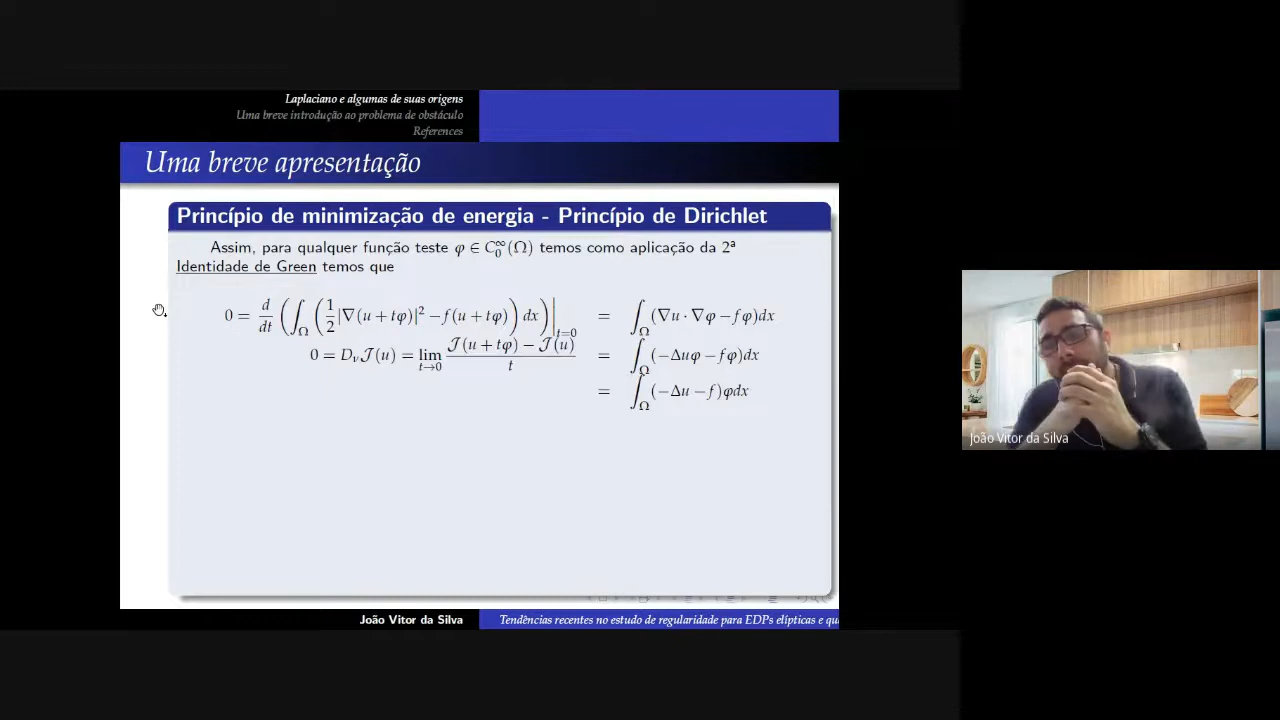 Laplaciano e algumas de suas origens
Uma breve introdução ao problema de obstáculo
References
Uma breve apresentação
Princípio de minimização de energia - Princípio de Dirichlet
Assim, para qualquer função teste φ ∈ C₀^∞(Ω) temos como aplicação da 2ª
Identidade de Green temos que
0 = d/dt (∫_Ω (1/2 |∇(u + tφ)|² − f(u + tφ)) dx)|_{t=0} = ∫_Ω (∇u · ∇φ − fφ)dx
0 = D_ν J(u) = lim_{t→0} (J(u + tφ) − J(u))/t = ∫_Ω (−Δuφ − fφ)dx
= ∫_Ω (−Δu − f)φdx
João Vitor da Silva
João Vitor da Silva
Tendências recentes no estudo de regularidade para EDPs elípticas e